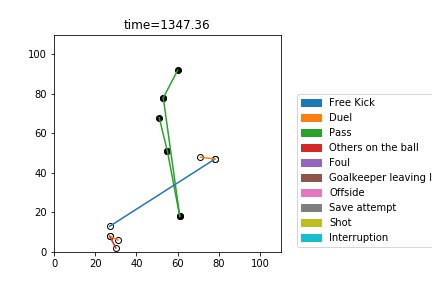 time=1347.36
100
80
60
40
20
0
0 20 40 60 80 100
Free Kick
Duel
Pass
Others on the ball
Foul
Goalkeeper leaving l
Offside
Save attempt
Shot
Interruption